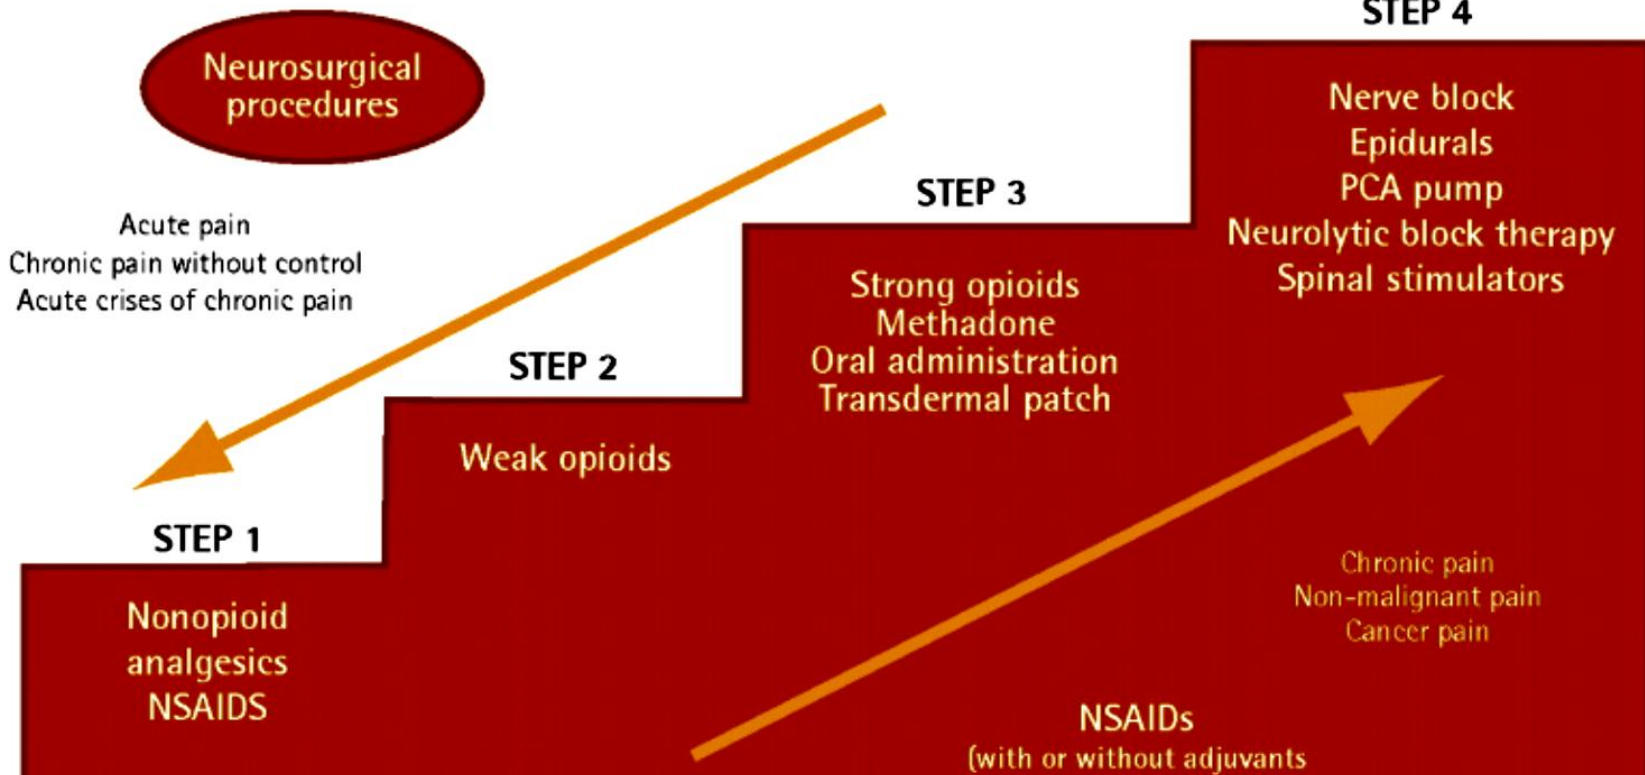 STEP 4
Neurosurgical
procedures
Nerve block
Epidurals
PCA pump
Neurolytic block therapy
Spinal stimulators
STEP 3
Acute pain
Chronic pain without control
Acute crises of chronic pain
Strong opioids
Methadone
Oral administration
Transdermal patch
STEP 2
Weak opioids
STEP 1
Nonopioid
analgesics
NSAIDS
Chronic pain
Non-malignant pain
Cancer pain
NSAIDs
(with or without adjuvants